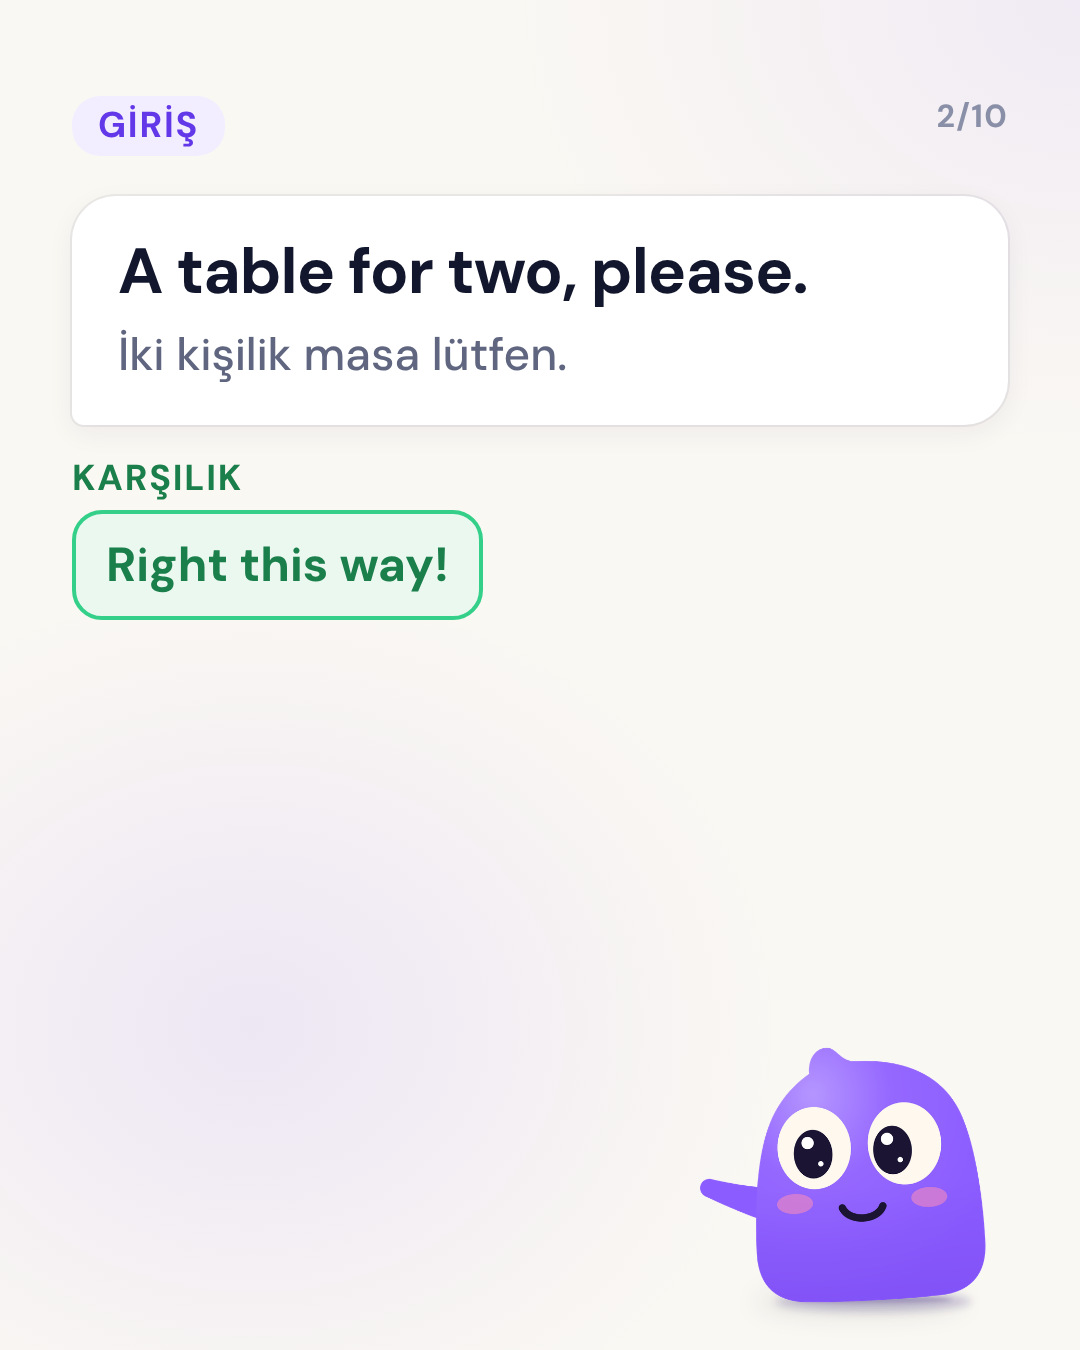 GİRİŞ
2/10
A table for two, please.
İki kişilik masa lütfen.
KARŞILIK
Right this way!